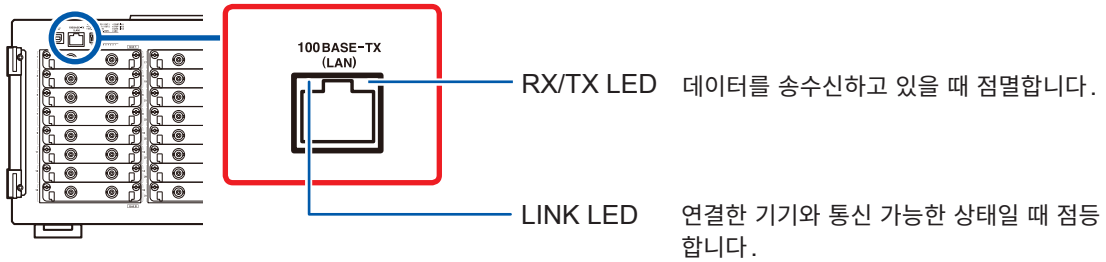 100 BASE-TX
(LAN)
RX/TX LED 데이터를 송수신하고 있을 때 점멸합니다.
LINK LED 연결한 기기와 통신 가능한 상태일 때 점등
합니다.